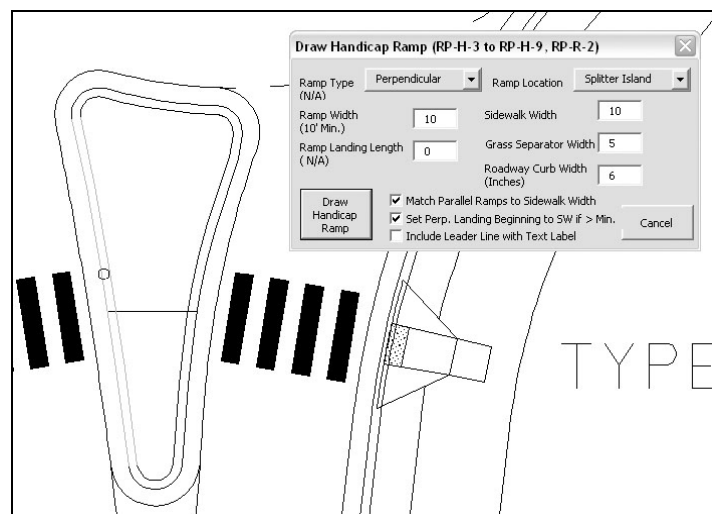 Draw Handicap Ramp (RP-H-3 to RP-H-9, RP-R-2)
Ramp Type (N/A)
Perpendicular
Ramp Location
Splitter Island
Ramp Width (10' Min.)
10
Sidewalk Width
10
Ramp Landing Length ( N/A)
0
Grass Separator Width
5
Roadway Curb Width (Inches)
6
Draw Handicap Ramp
Match Parallel Ramps to Sidewalk Width
Set Perp. Landing Beginning to SW if > Min.
Include Leader Line with Text Label
Cancel
TYPE